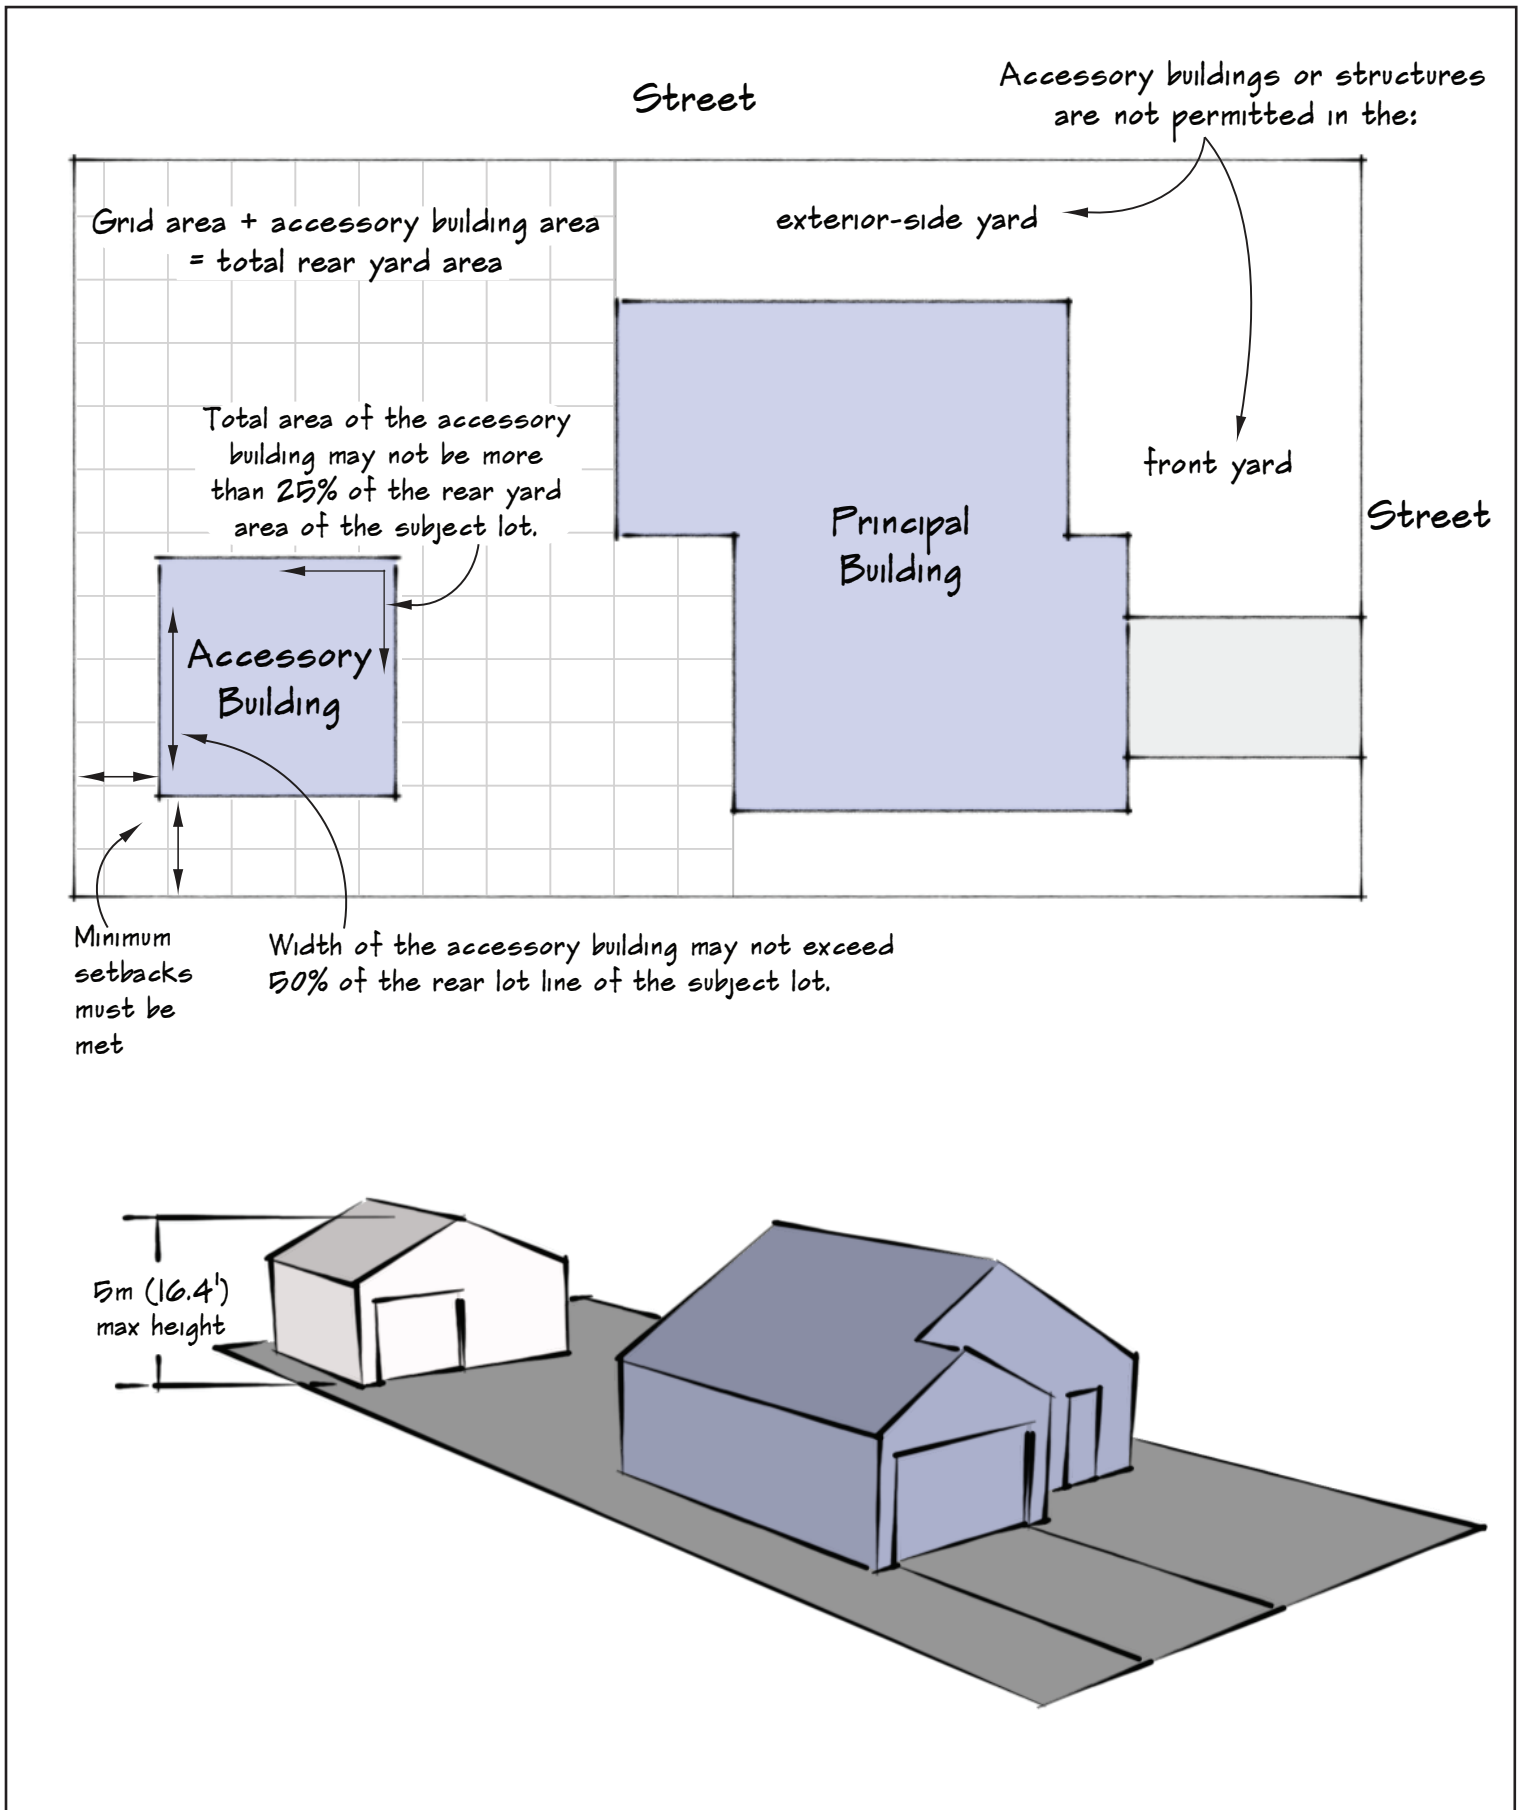 Street
Accessory buildings or structures
are not permitted in the:
Grid area + accessory building area
= total rear yard area
exterior-side yard
Total area of the accessory
building may not be more
than 25% of the rear yard
area of the subject lot.
front yard
Street
Principal
Building
Accessory
Building
Minimum
setbacks
must be
met
Width of the accessory building may not exceed
50% of the rear lot line of the subject lot.
5m (16.4')
max height